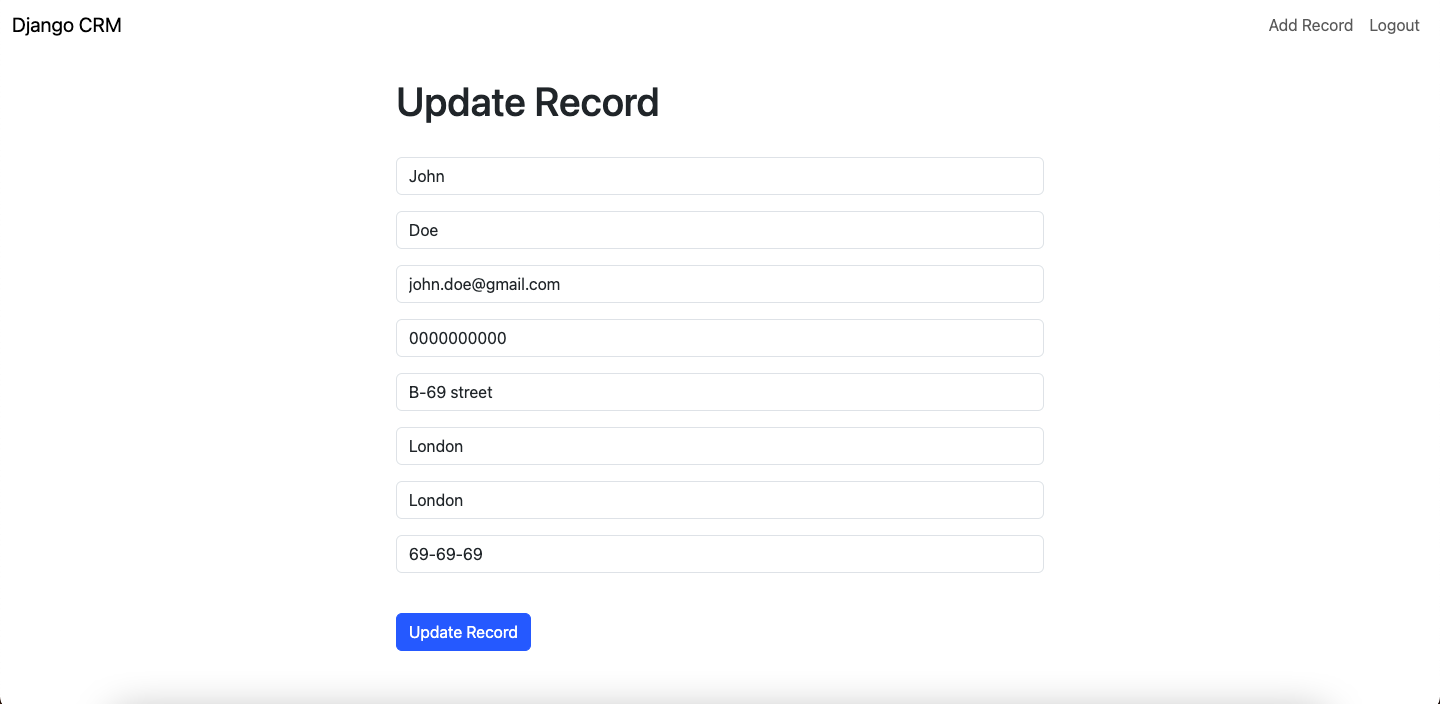 Django CRM
Add Record Logout
Update Record
John
Doe
john.doe@gmail.com
0000000000
B-69 street
London
London
69-69-69
Update Record